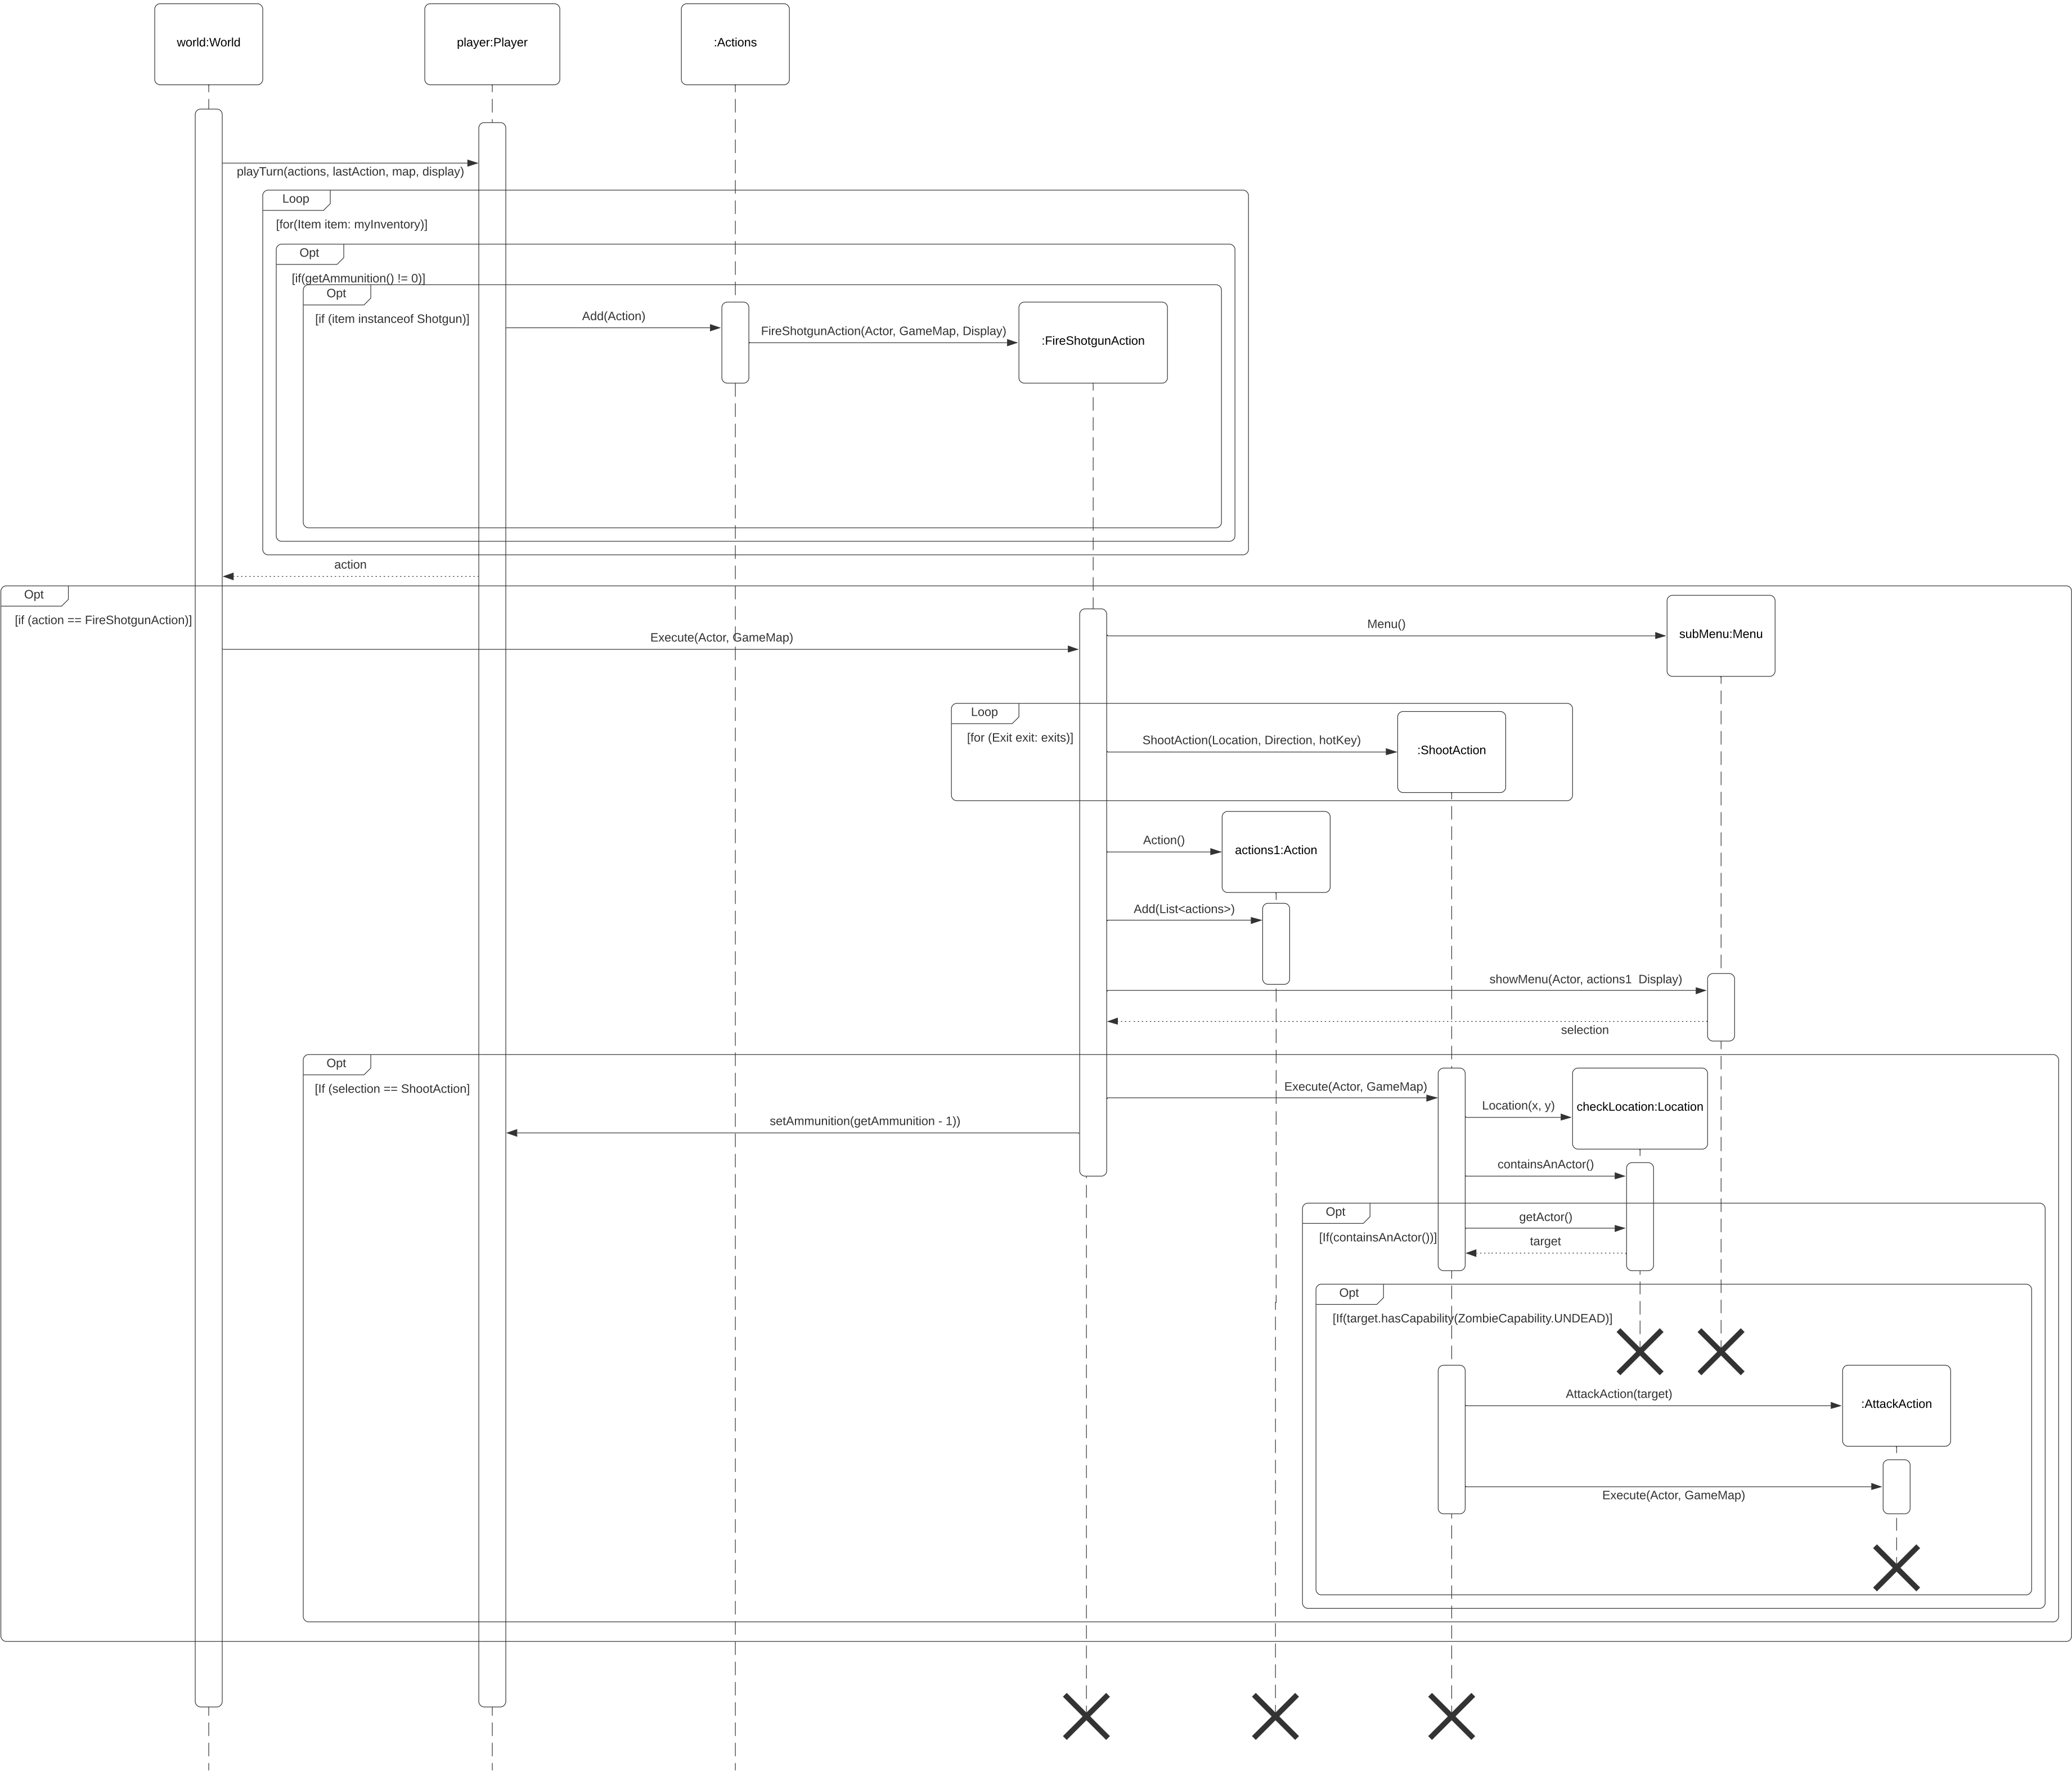 world:World
player:Player
:Actions
playTurn(actions, lastAction, map, display)
Loop
[for(Item item: myInventory)]
Opt
[if(getAmmunition() != 0)]
Opt
[if (item instanceof Shotgun)]
Add(Action)
FireShotgunAction(Actor, GameMap, Display)
:FireShotgunAction
action
Opt
[if (action == FireShotgunAction)]
Menu()
subMenu:Menu
Execute(Actor, GameMap)
Loop
[for (Exit exit: exits)]
ShootAction(Location, Direction, hotKey)
:ShootAction
Action()
actions1:Action
Add(List<actions>)
showMenu(Actor, actions1  Display)
selection
Opt
[If (selection == ShootAction]
Execute(Actor, GameMap)
Location(x, y)
checkLocation:Location
setAmmunition(getAmmunition - 1))
containsAnActor()
Opt
[If(containsAnActor())]
getActor()
target
Opt
[If(target.hasCapability(ZombieCapability.UNDEAD)]
AttackAction(target)
:AttackAction
Execute(Actor, GameMap)